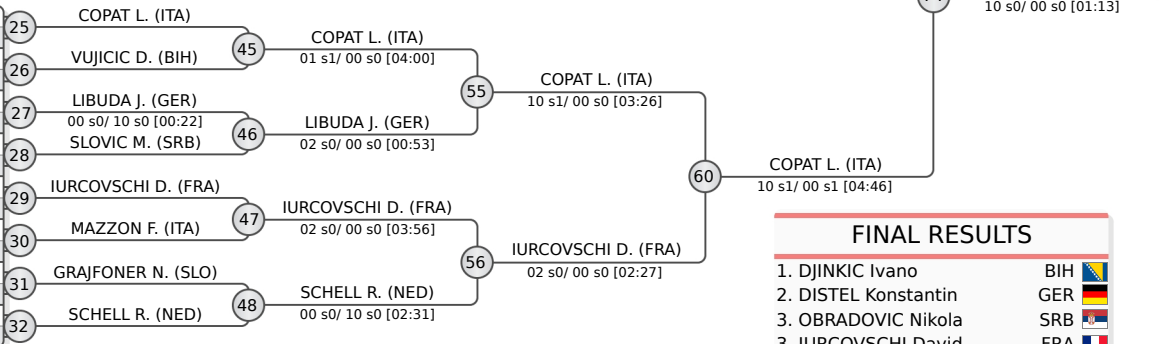 10 s0/ 00 s0 [01:13]
25
COPAT L. (ITA)
26
VUJICIC D. (BIH)
45
COPAT L. (ITA)
01 s1/ 00 s0 [04:00]
27
LIBUDA J. (GER)
00 s0/ 10 s0 [00:22]
28
SLOVIC M. (SRB)
46
LIBUDA J. (GER)
02 s0/ 00 s0 [00:53]
55
COPAT L. (ITA)
10 s1/ 00 s0 [03:26]
29
IURCOVSCHI D. (FRA)
30
MAZZON F. (ITA)
47
IURCOVSCHI D. (FRA)
02 s0/ 00 s0 [03:56]
31
GRAJFONER N. (SLO)
32
SCHELL R. (NED)
48
SCHELL R. (NED)
00 s0/ 10 s0 [02:31]
56
IURCOVSCHI D. (FRA)
02 s0/ 00 s0 [02:27]
60
COPAT L. (ITA)
10 s1/ 00 s1 [04:46]
FINAL RESULTS
1. DJINKIC Ivano BIH
2. DISTEL Konstantin GER
3. OBRADOVIC Nikola SRB
3. IURCOVSCHI David FRA